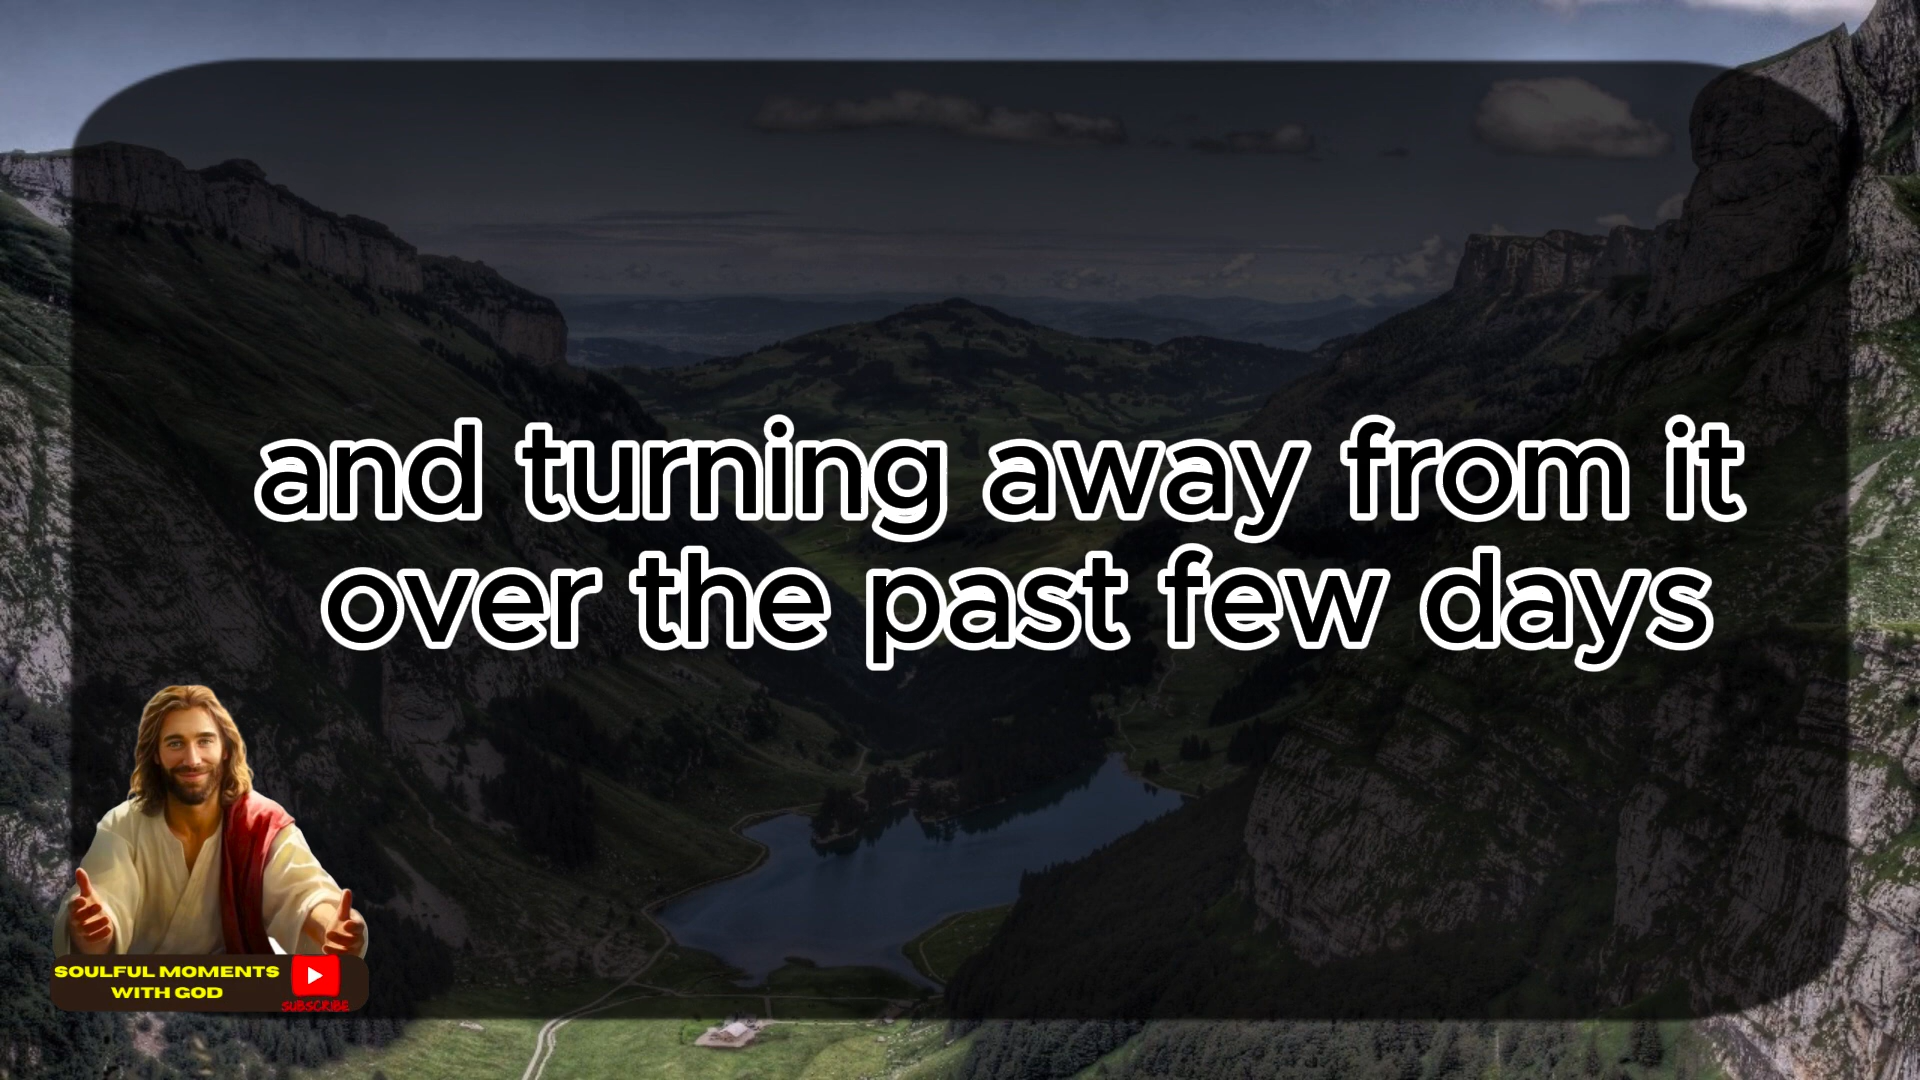 and turning away from it
over the past few days
SOULFUL MOMENTS
WITH GOD
SUBSCRIBE